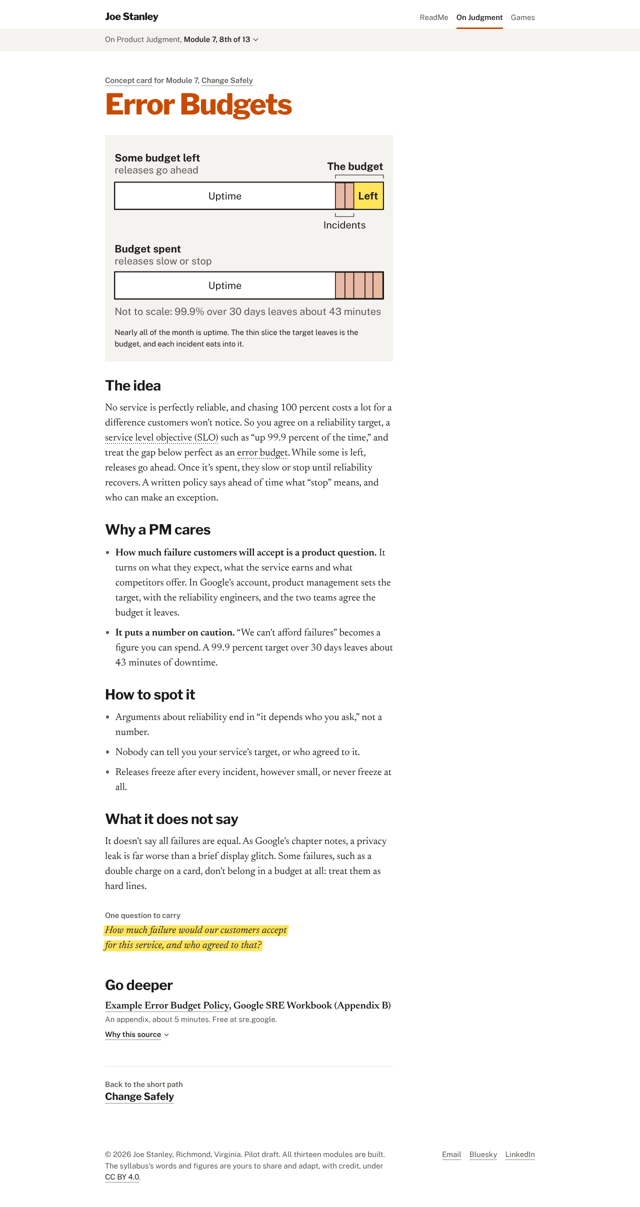 Joe Stanley
ReadMe On Judgment Games
On Product Judgment, Module 7, 8th of 13
Concept card for Module 7, Change Safely
Error Budgets
Some budget left
releases go ahead
The budget
Uptime
Left
Incidents
Budget spent
releases slow or stop
Uptime
Not to scale: 99.9% over 30 days leaves about 43 minutes
Nearly all of the month is uptime. The thin slice the target leaves is the
budget, and each incident eats into it.
The idea
No service is perfectly reliable, and chasing 100 percent costs a lot for a
difference customers won’t notice. So you agree on a reliability target, a
service level objective (SLO) such as “up 99.9 percent of the time,” and
treat the gap below perfect as an error budget. While some is left,
releases go ahead. Once it’s spent, they slow or stop until reliability
recovers. A written policy says ahead of time what “stop” means, and
who can make an exception.
Why a PM cares
• How much failure customers will accept is a product question. It
turns on what they expect, what the service earns and what
competitors offer. In Google’s account, product management sets the
target, with the reliability engineers, and the two teams agree the
budget it leaves.
• It puts a number on caution. “We can’t afford failures” becomes a
figure you can spend. A 99.9 percent target over 30 days leaves about
43 minutes of downtime.
How to spot it
• Arguments about reliability end in “it depends who you ask,” not a
number.
• Nobody can tell you your service’s target, or who agreed to it.
• Releases freeze after every incident, however small, or never freeze at
all.
What it does not say
It doesn’t say all failures are equal. As Google’s chapter notes, a privacy
leak is far worse than a brief display glitch. Some failures, such as a
double charge on a card, don’t belong in a budget at all: treat them as
hard lines.
One question to carry
How much failure would our customers accept
for this service, and who agreed to that?
Go deeper
Example Error Budget Policy, Google SRE Workbook (Appendix B)
An appendix, about 5 minutes. Free at sre.google.
Why this source
Back to the short path
Change Safely
© 2026 Joe Stanley, Richmond, Virginia. Pilot draft. All thirteen modules are built.
The syllabus’s words and figures are yours to share and adapt, with credit, under
CC BY 4.0.
Email Bluesky LinkedIn